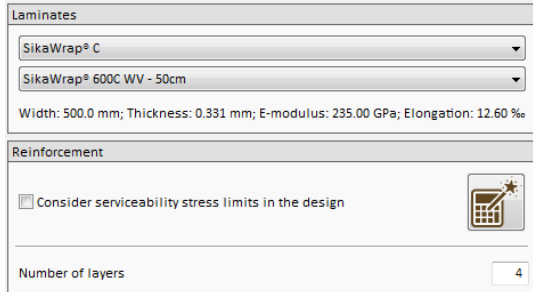 Laminates
SikaWrap® C
SikaWrap® 600C WV - 50cm
Width: 500.0 mm; Thickness: 0.331 mm; E-modulus: 235.00 GPa; Elongation: 12.60 ‰
Reinforcement
Consider serviceability stress limits in the design
Number of layers 4